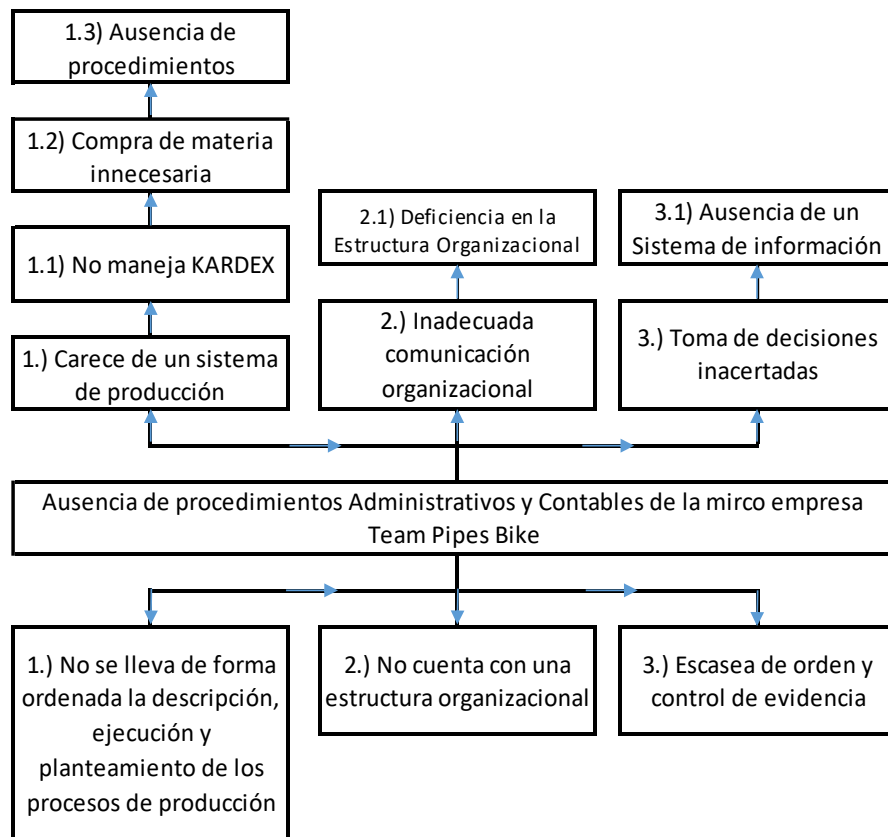 1.3) Ausencia de
procedimientos
1.2) Compra de materia
innecesaria
1.1) No maneja KARDEX
2.1) Deficiencia en la
Estructura Organizacional
3.1) Ausencia de un
Sistema de información
1.) Carece de un sistema
de producción
2.) Inadecuada
comunicación
organizacional
3.) Toma de decisiones
inacertadas
Ausencia de procedimientos Administrativos y Contables de la mirco empresa
Team Pipes Bike
1.) No se lleva de forma
ordenada la descripción,
ejecución y
planteamiento de los
procesos de producción
2.) No cuenta con una
estructura organizacional
3.) Escasea de orden y
control de evidencia